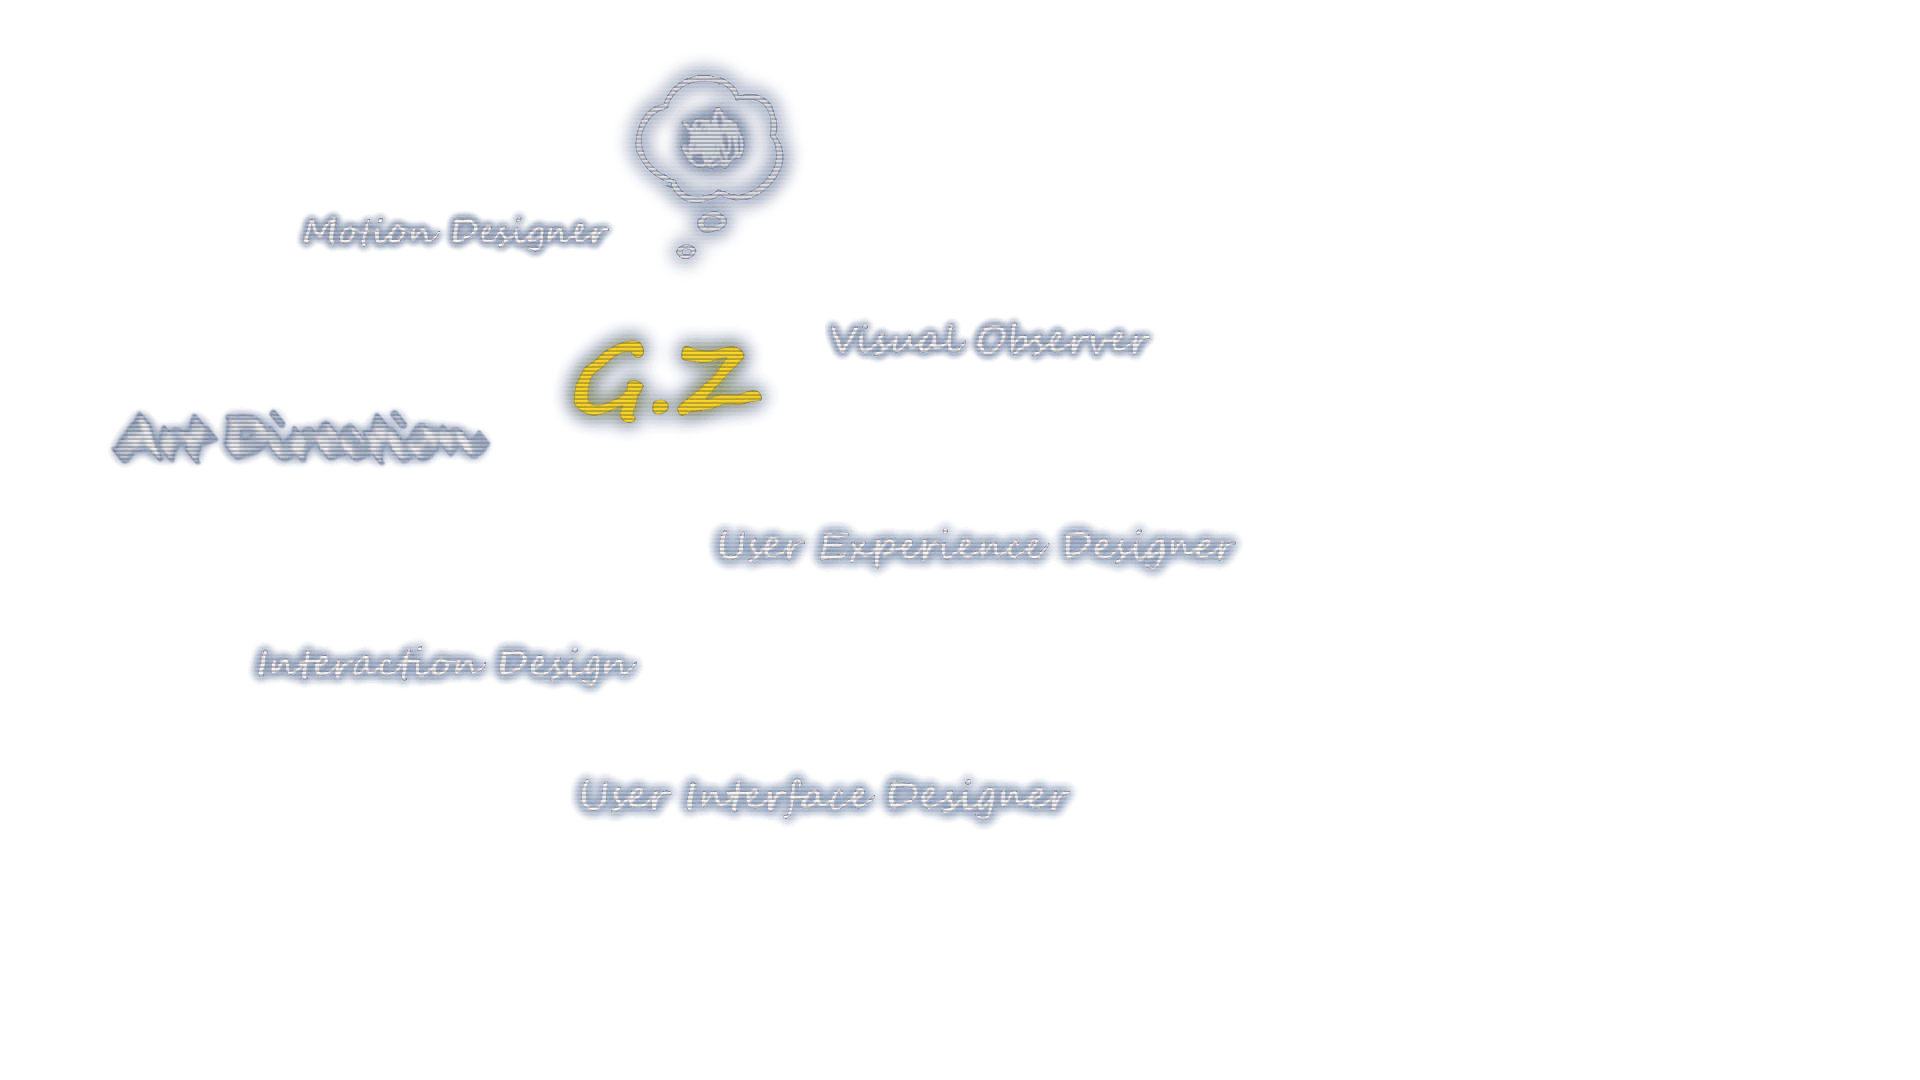 Motion Designer
Visual Observer
G.Z
Art Direction
User Experience Designer
Interaction Design
User Interface Designer